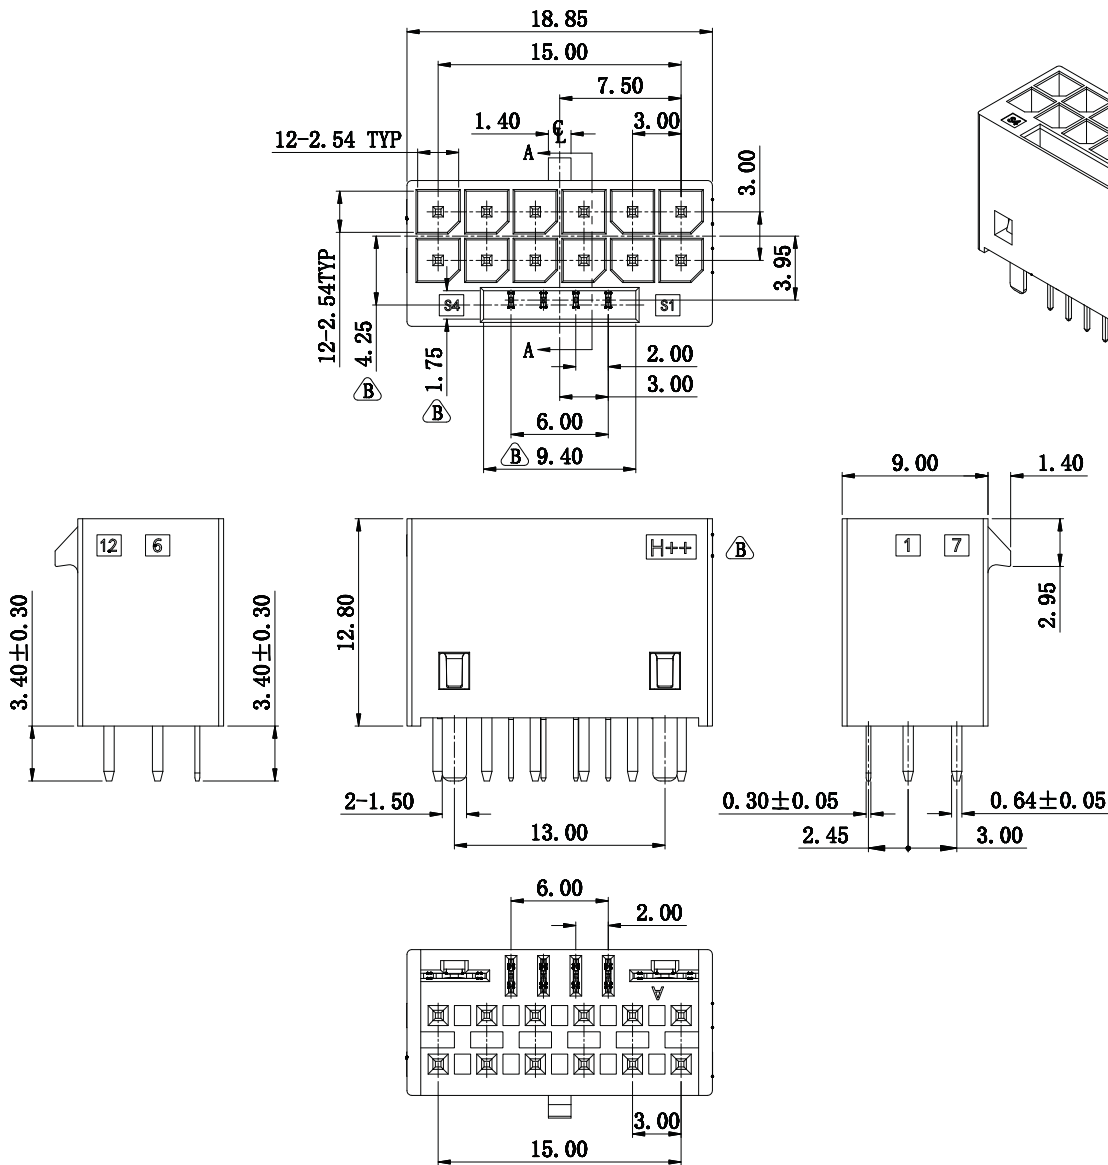 18.85
15.00
7.50
1.40
℄
3.00
12-2.54 TYP
A
3.00
S4
12-2.54TYP
3.95
S4
S1
4.25
1.75
A
2.00
B
3.00
B
6.00
B
9.40
9.00
1.40
12
6
H++
B
1
7
2.95
3.40±0.30
3.40±0.30
12.80
2-1.50
0.30±0.05
0.64±0.05
13.00
2.45
3.00
6.00
2.00
A
3.00
15.00